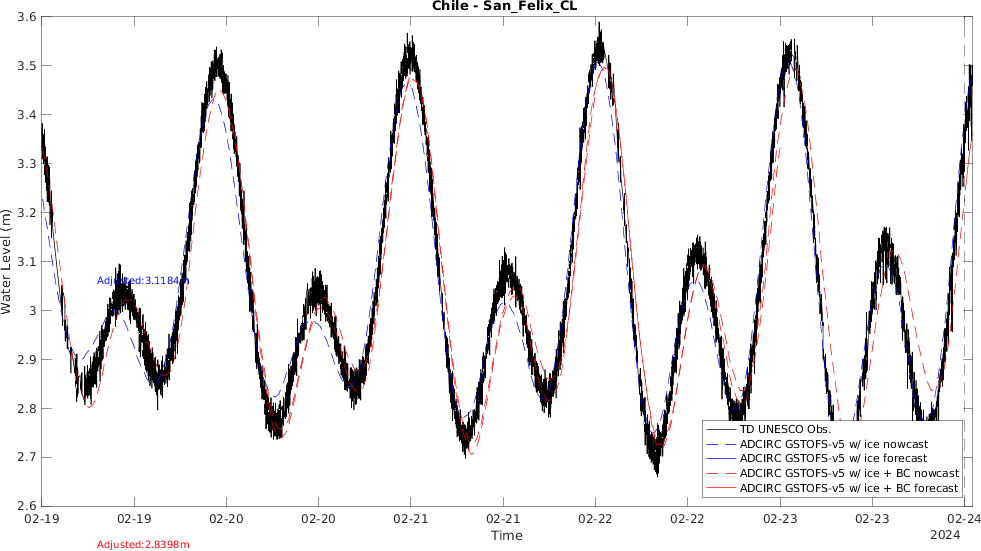 Chile - San_Felix_CL
3.6
3.5
3.4
3.3
3.2
3.1
3
2.9
2.8
2.7
2.6
Water Level (m)
Adjusted:3.1184m
TD UNESCO Obs.
ADCIRC GSTOFS-v5 w/ ice nowcast
ADCIRC GSTOFS-v5 w/ ice forecast
ADCIRC GSTOFS-v5 w/ ice + BC nowcast
ADCIRC GSTOFS-v5 w/ ice + BC forecast
02-19 02-19 02-20 02-20 02-21 02-21 02-22 02-22 02-23 02-23 02-24
Time
2024
Adjusted:2.8398m